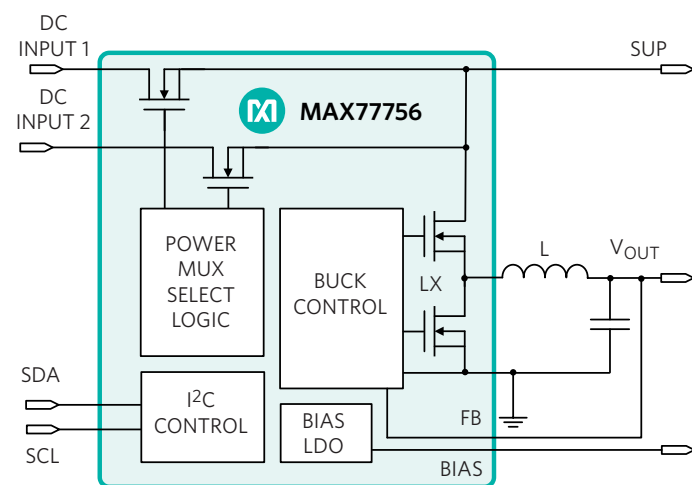 DC
INPUT 1
SUP
DC
INPUT 2
MAX77756
POWER
MUX
SELECT
LOGIC
BUCK
CONTROL
LX
L
VOUT
SDA
SCL
I²C
CONTROL
BIAS
LDO
FB
BIAS